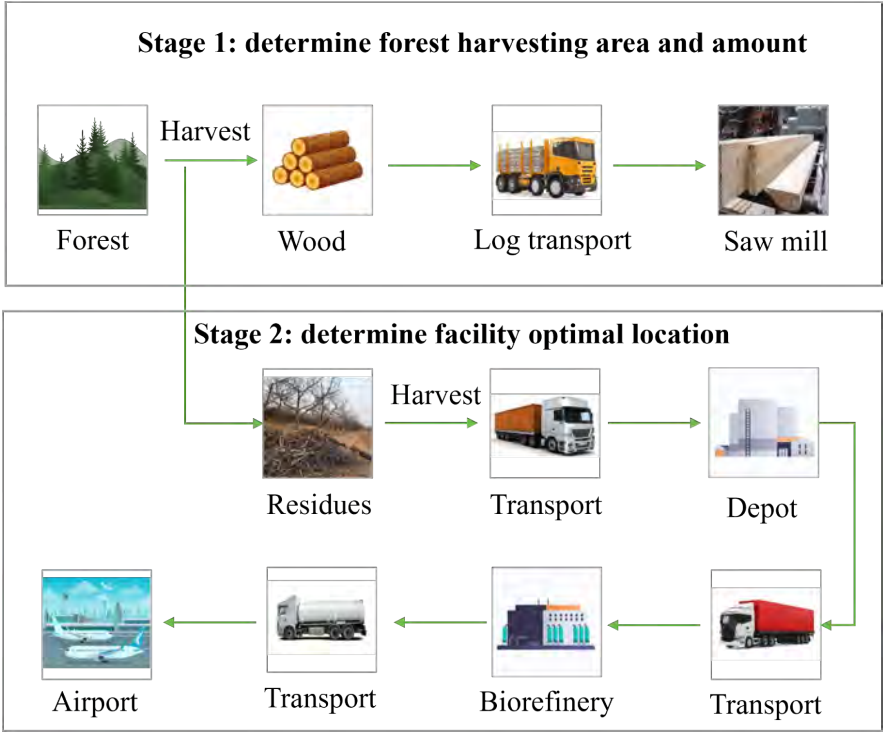 Stage 1: determine forest harvesting area and amount
Harvest
Forest
Wood
Log transport
Saw mill
Stage 2: determine facility optimal location
Harvest
Residues
Transport
Depot
Airport
Transport
Biorefinery
Transport